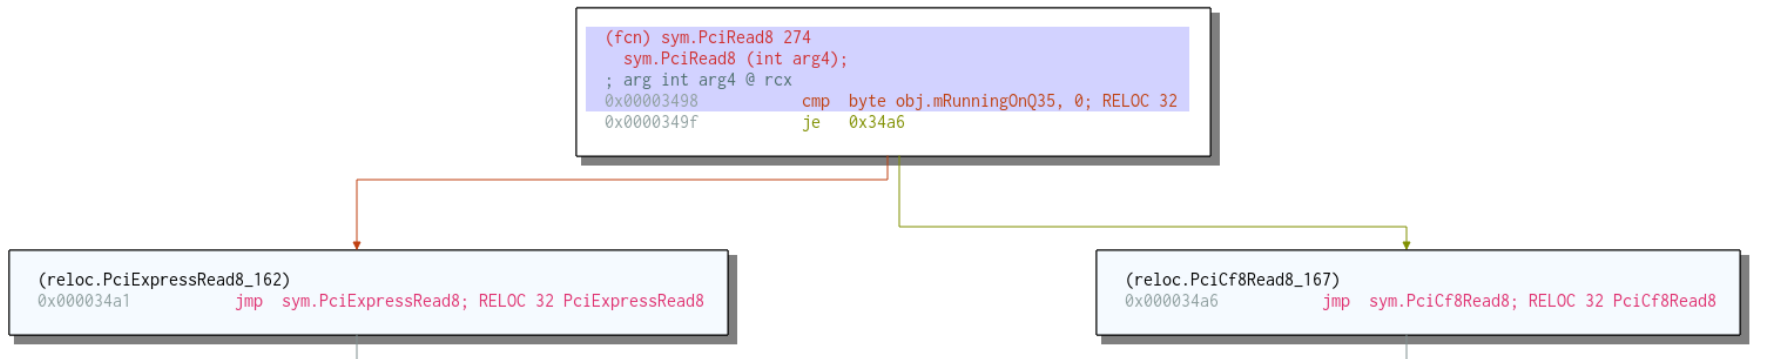 (fcn) sym.PciRead8 274
sym.PciRead8 (int arg4);
; arg int arg4 @ rcx
0x00003498 cmp byte obj.mRunningOnQ35, 0; RELOC 32
0x0000349f je 0x34a6
(reloc.PciExpressRead8_162)
0x000034a1 jmp sym.PciExpressRead8; RELOC 32 PciExpressRead8
(reloc.PciCf8Read8_167)
0x000034a6 jmp sym.PciCf8Read8; RELOC 32 PciCf8Read8